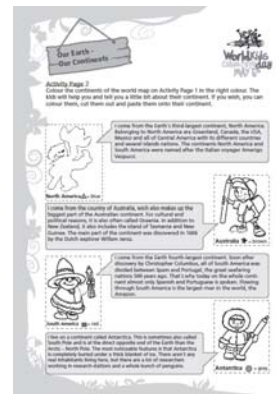 Our Earth -
Our Continents
World Kids
Activity Page 2
Colour the continents of the world map on Activity Page 1 in the right colour. The
kids will help you and tell you a little bit about their continent. If you wish, you can
colour them, cut them out and paste them onto their continent.
I come from the Earth's third largest continent, North America.
Belonging to North America are Greenland, Canada, the USA,
Mexico and all of Central America with its different countries
and several islands nations. The continents North America and
South America were named after the Italian voyager Amerigo
Vespucci.
North America = blue
I come from the country of Australia, wich also makes up the
biggest part of the Australian continent. For cultural and
political reasons, it is also often called Oceania. In addition to
New Zealand, it also includes the island of Tasmania and New
Guinea. The main part of the continent was discovered in 1606
by the Dutch explorer Willem Jansz.
Australia = brown
I come from the Earth fourth-largest continent. Soon after
discovery by Christopher Columbus, all of South America was
divided between Spain and Portugal, the great seafaring
nations 500 years ago. That's why today on the whole conti-
nent almost only Spanish and Portuguese is spoken. Flowing
through South America is the largest river in the world, the
Amazon.
South America = red
I live on a continent called Antarctica. This is sometimes also called
South Pole and is at the direct opposite end of the Earth than the
Arctic - North Pole. The most noticeable features is that Antarctica
is completely buried under a thick blanket of ice. There aren't any
real inhabitants living here, but there are a lot of researchers
working in research stations and a whole bunch of penguins.
Antarctica = grey